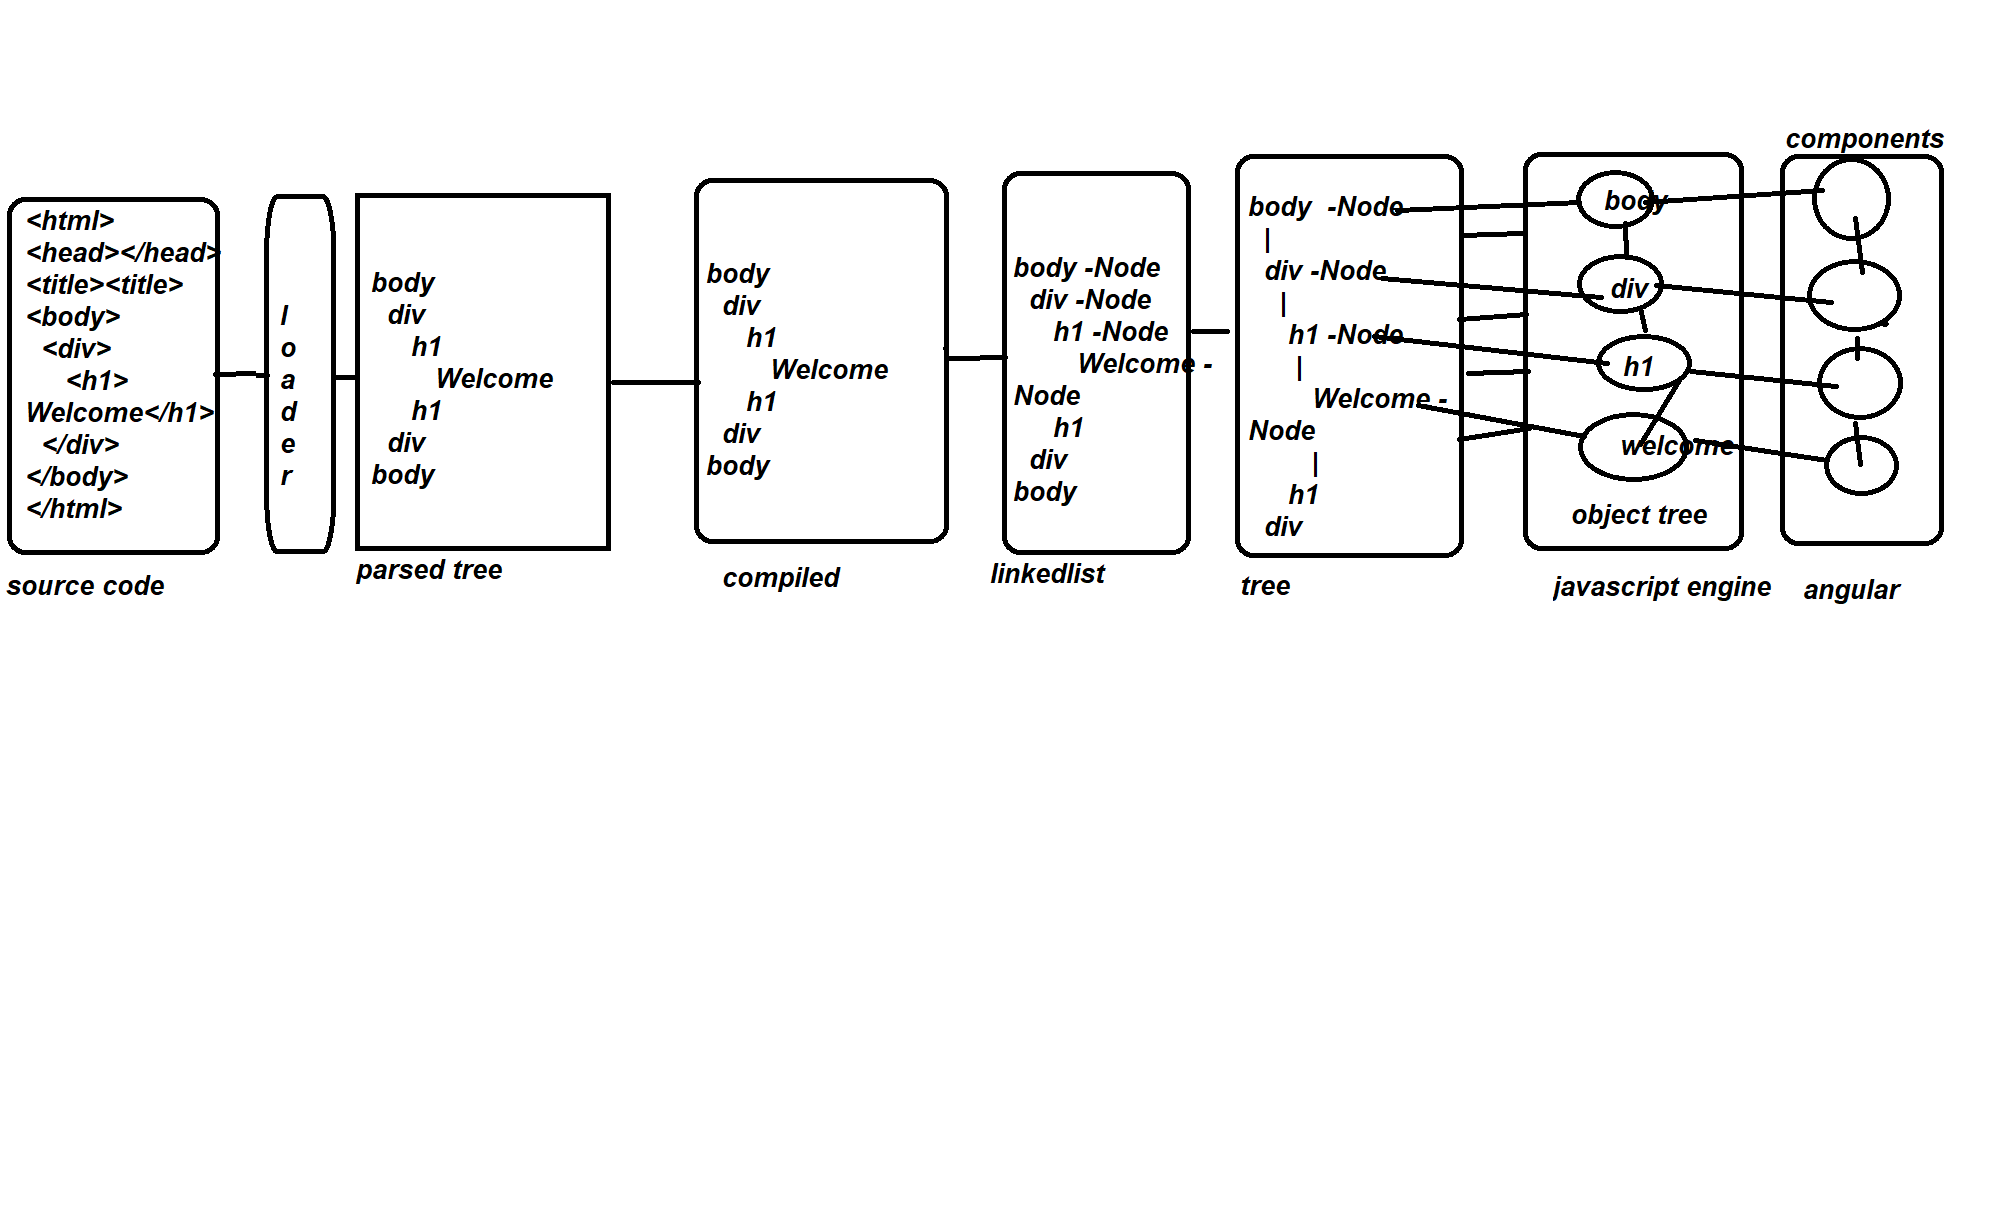 <html>
<head></head>
<title><title>
<body>
<div>
<h1>
Welcome</h1>
</div>
</body>
</html>
source code
l
o
a
d
e
r
body
div
h1
Welcome
h1
div
body
parsed tree
body
div
h1
Welcome
h1
div
body
compiled
body -Node
div -Node
h1 -Node
Welcome -
Node
h1
div
body
linkedlist
body  -Node
|
div -Node
|
h1 -Node
|
Welcome -
Node
|
h1
div
tree
body
div
h1
welcome
object tree
javascript engine
components
angular